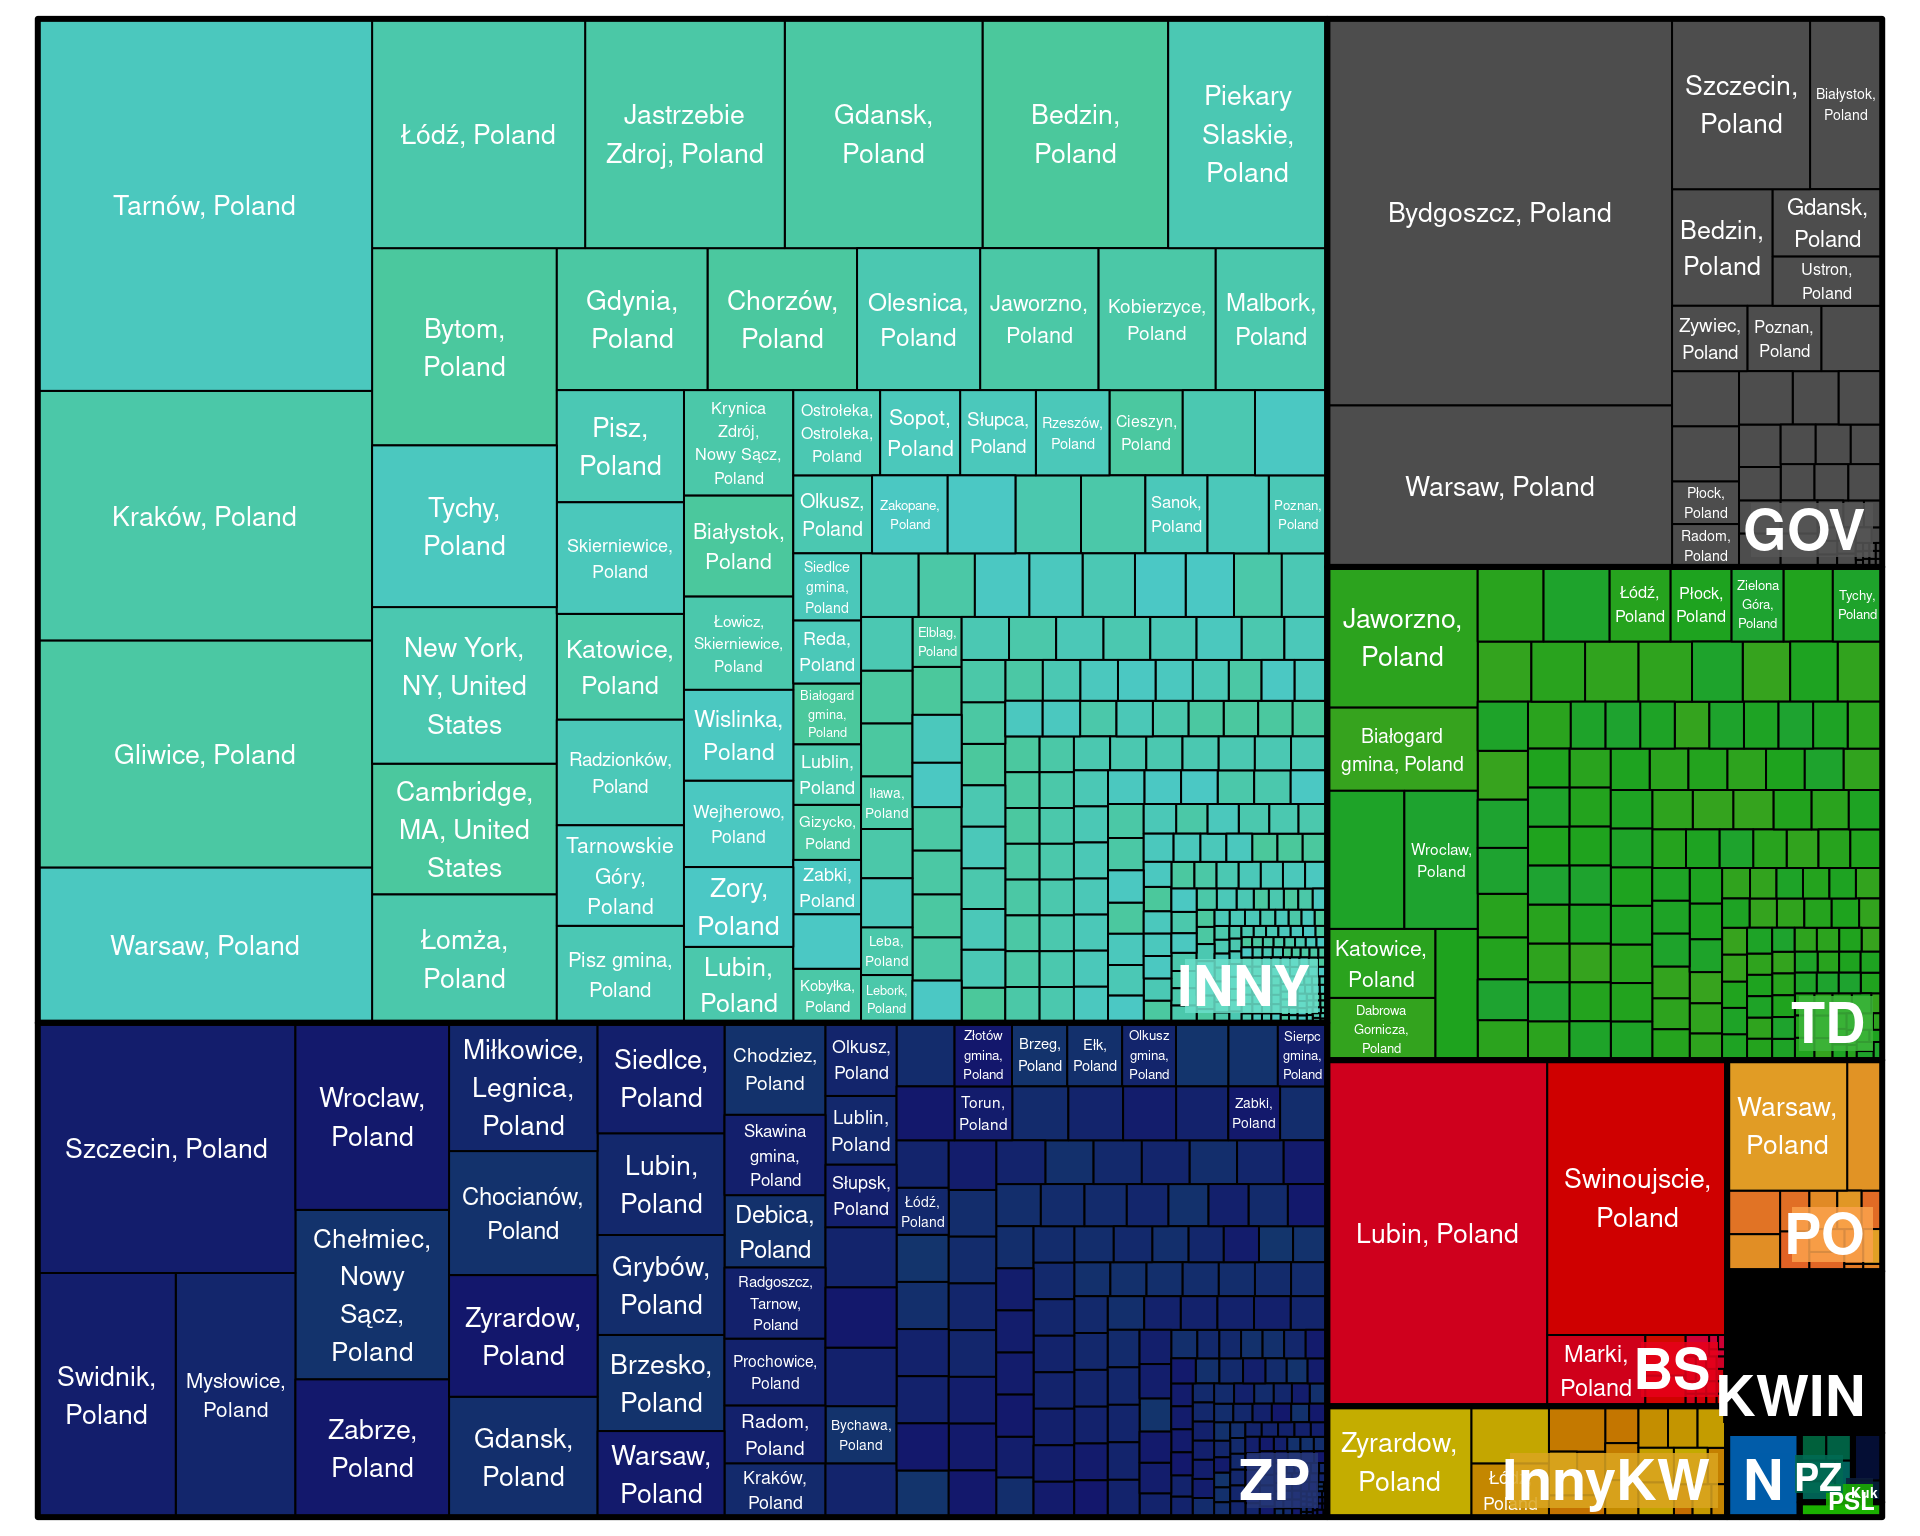 Tarnów, Poland
Kraków, Poland
Gliwice, Poland
Warsaw, Poland
Łódź, Poland
Jastrzebie
Zdroj, Poland
Gdansk,
Poland
Bedzin,
Poland
Piekary
Slaskie,
Poland
Bytom,
Poland
Tychy,
Poland
New York,
NY, United
States
Cambridge,
MA, United
States
Łomża,
Poland
Gdynia,
Poland
Chorzów,
Poland
Olesnica,
Poland
Jaworzno,
Poland
Kobierzyce,
Poland
Malbork,
Poland
Pisz,
Poland
Skierniewice,
Poland
Katowice,
Poland
Radzionków,
Poland
Tarnowskie
Góry,
Poland
Pisz gmina,
Poland
Krynica
Zdrój,
Nowy Sącz,
Poland
Białystok,
Poland
Łowicz,
Skierniewice,
Poland
Wislinka,
Poland
Wejherowo,
Poland
Zory,
Poland
Lubin,
Poland
Ostrołeka,
Ostroleka,
Poland
Sopot,
Poland
Słupca,
Poland
Rzeszów,
Poland
Cieszyn,
Poland
Olkusz,
Poland
Zakopane,
Poland
Sanok,
Poland
Poznan,
Poland
Siedlce
gmina,
Poland
Reda,
Poland
Białogard
gmina,
Poland
Lublin,
Poland
Gizycko,
Poland
Zabki,
Poland
Kobyłka,
Poland
Elblag,
Poland
Iława,
Poland
Leba,
Poland
Lebork,
Poland
INNY
Bydgoszcz, Poland
Warsaw, Poland
Szczecin,
Poland
Białystok,
Poland
Bedzin,
Poland
Gdansk,
Poland
Ustron,
Poland
Zywiec,
Poland
Poznan,
Poland
Płock,
Poland
Radom,
Poland
GOV
Jaworzno,
Poland
Białogard
gmina, Poland
Wroclaw,
Poland
Katowice,
Poland
Dabrowa
Gornicza,
Poland
Łódź,
Poland
Płock,
Poland
Zielona
Góra,
Poland
Tychy,
Poland
TD
Szczecin, Poland
Swidnik,
Poland
Mysłowice,
Poland
Wroclaw,
Poland
Chełmiec,
Nowy
Sącz,
Poland
Zabrze,
Poland
Miłkowice,
Legnica,
Poland
Chocianów,
Poland
Zyrardow,
Poland
Gdansk,
Poland
Siedlce,
Poland
Lubin,
Poland
Grybów,
Poland
Brzesko,
Poland
Warsaw,
Poland
Chodziez,
Poland
Skawina
gmina,
Poland
Debica,
Poland
Radgoszcz,
Tarnow,
Poland
Prochowice,
Poland
Radom,
Poland
Kraków,
Poland
Olkusz,
Poland
Lublin,
Poland
Słupsk,
Poland
Bychawa,
Poland
Łódź,
Poland
Złotów
gmina,
Poland
Brzeg,
Poland
Ełk,
Poland
Olkusz
gmina,
Poland
Sierpc
gmina,
Poland
Torun,
Poland
Zabki,
Poland
ZP
Lubin, Poland
Swinoujscie,
Poland
Marki,
Poland
BS
Warsaw,
Poland
PO
KWIN
Zyrardow,
Poland
Poland
InnyKW
N
PZ
Kuk
PSL